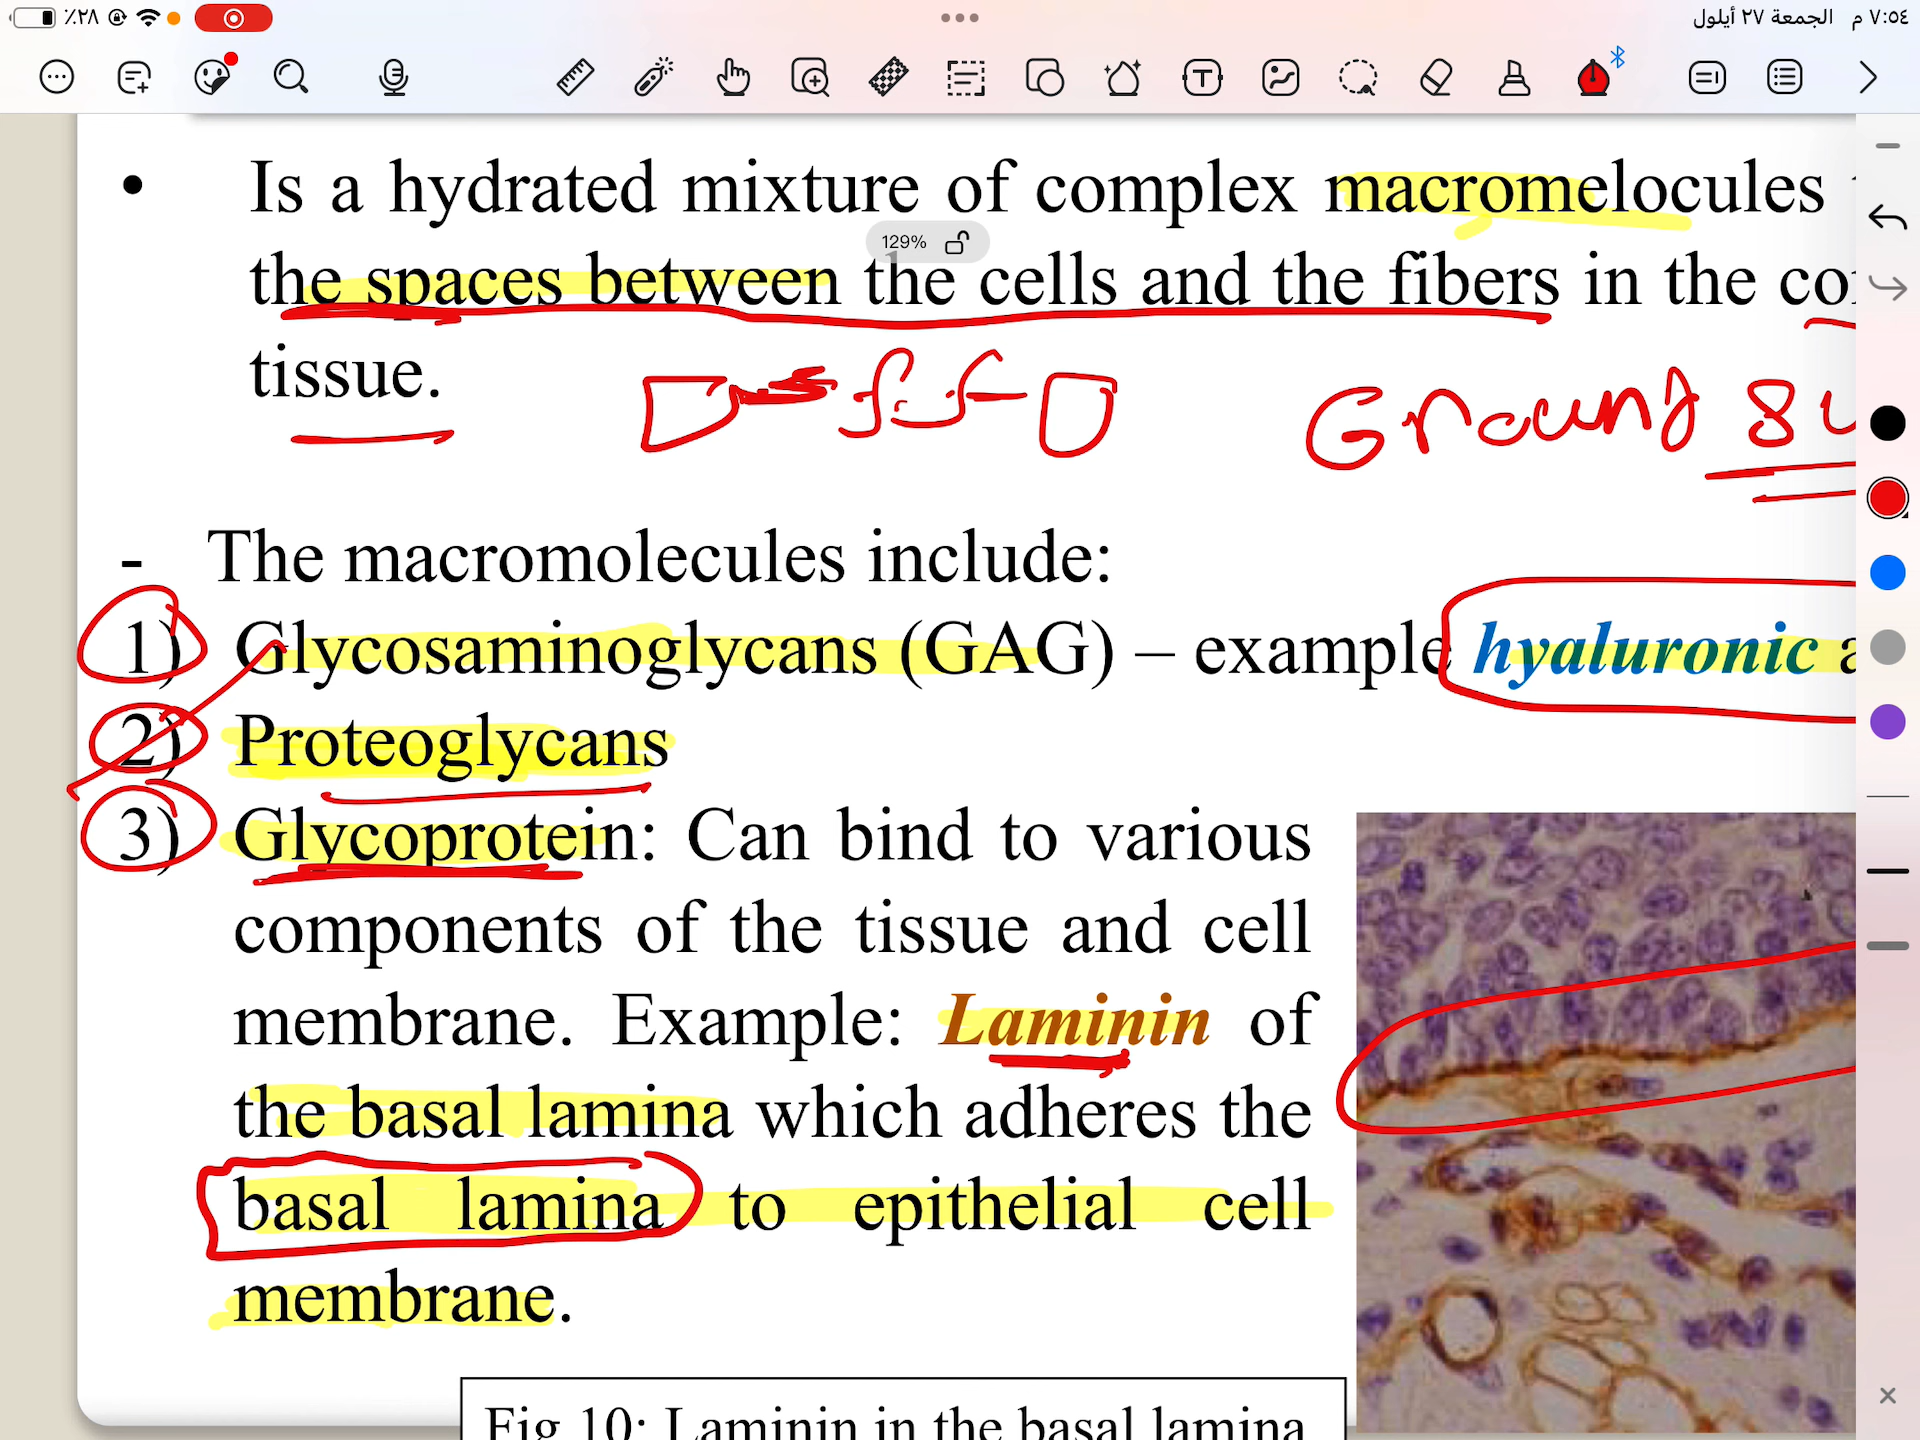 ٪٢٨
٧:٥٤ م الجمعة ٢٧ أيلول
Is a hydrated mixture of complex macromelocules
129%
the spaces between the cells and the fibers in the co
tissue.
Ground su
- The macromolecules include:
1) Glycosaminoglycans (GAG) – example hyaluronic a
2) Proteoglycans
3) Glycoprotein: Can bind to various
components of the tissue and cell
membrane. Example: Laminin of
the basal lamina which adheres the
basal lamina to epithelial cell
membrane.
Fig 10: Laminin in the basal lamina